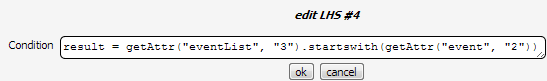 edit LHS #4
Condition result = getAttr("eventList", "3").startswith(getAttr("event", "2"))
ok cancel